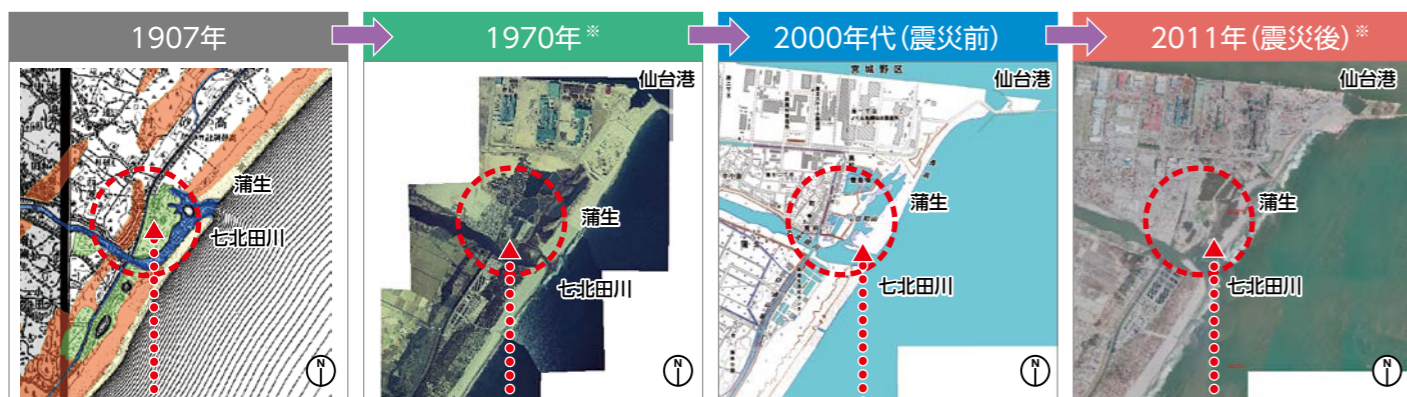 1907年
1970年※
2000年代(震災前)
2011年(震災後)※
蒲生
七北田川
N
仙台港
蒲生
七北田川
N
宮城野区
仙台港
蒲生
七北田川
N
仙台港
蒲生
七北田川
N